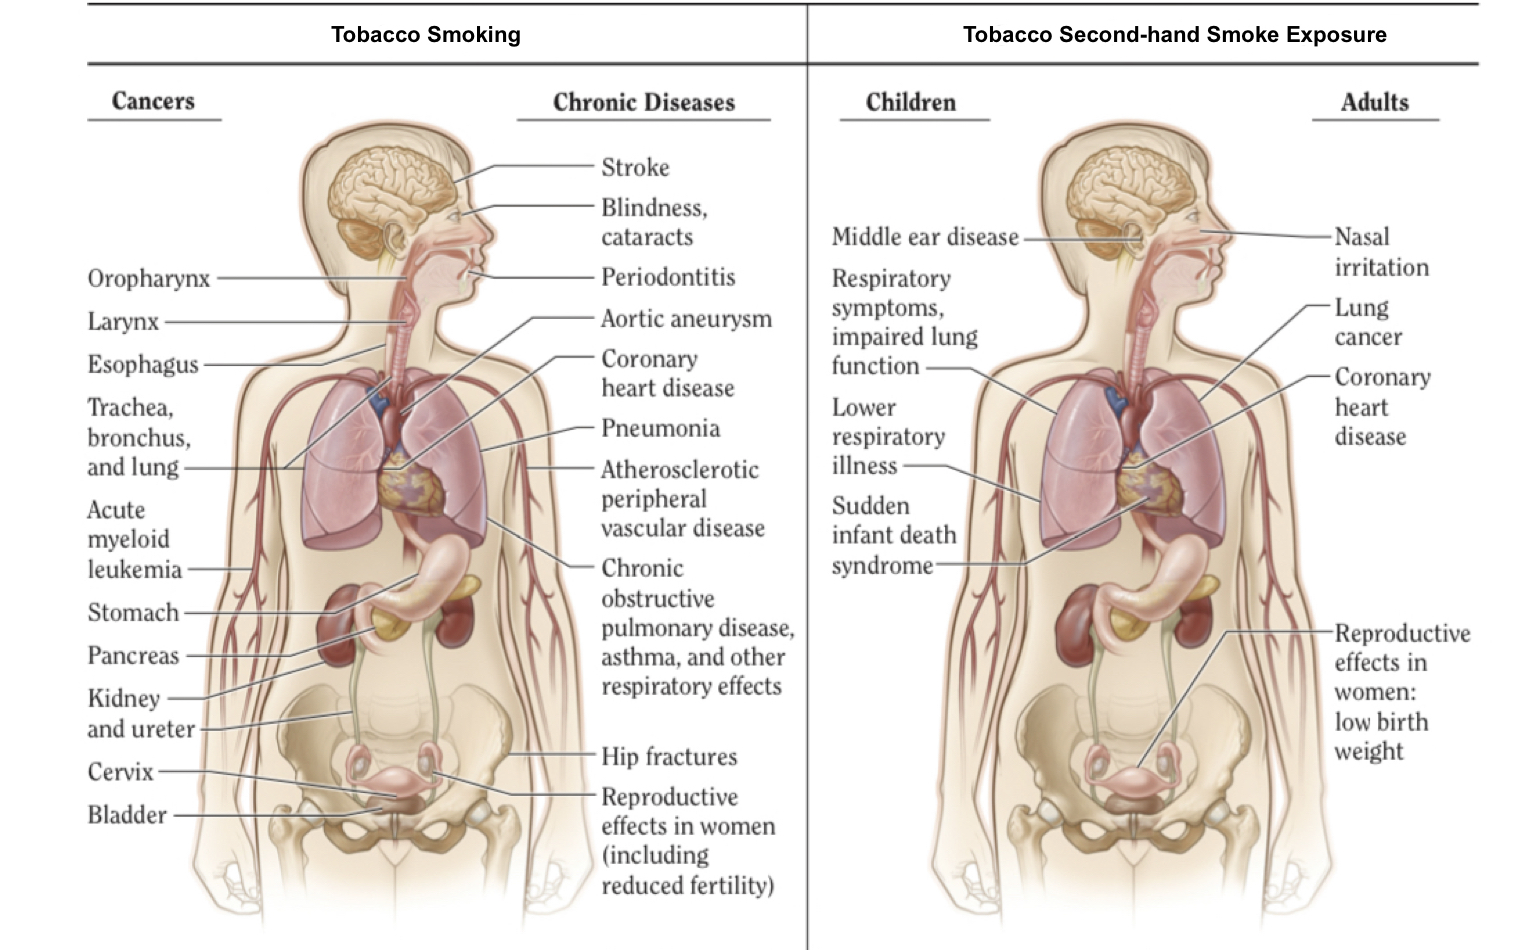 Tobacco Smoking
Cancers
Oropharynx
Larynx
Esophagus
Trachea,
bronchus,
and lung
Acute
myeloid
leukemia
Stomach
Pancreas
Kidney
and ureter
Cervix
Bladder
Chronic Diseases
Stroke
Blindness,
cataracts
Periodontitis
Aortic aneurysm
Coronary
heart disease
Pneumonia
Atherosclerotic
peripheral
vascular disease
Chronic
obstructive
pulmonary disease,
asthma, and other
respiratory effects
Hip fractures
Reproductive
effects in women
(including
reduced fertility)
Tobacco Second-hand Smoke Exposure
Children
Middle ear disease
Respiratory
symptoms,
impaired lung
function
Lower
respiratory
illness
Sudden
infant death
syndrome
Adults
Nasal
irritation
Lung
cancer
Coronary
heart
disease
Reproductive
effects in
women:
low birth
weight